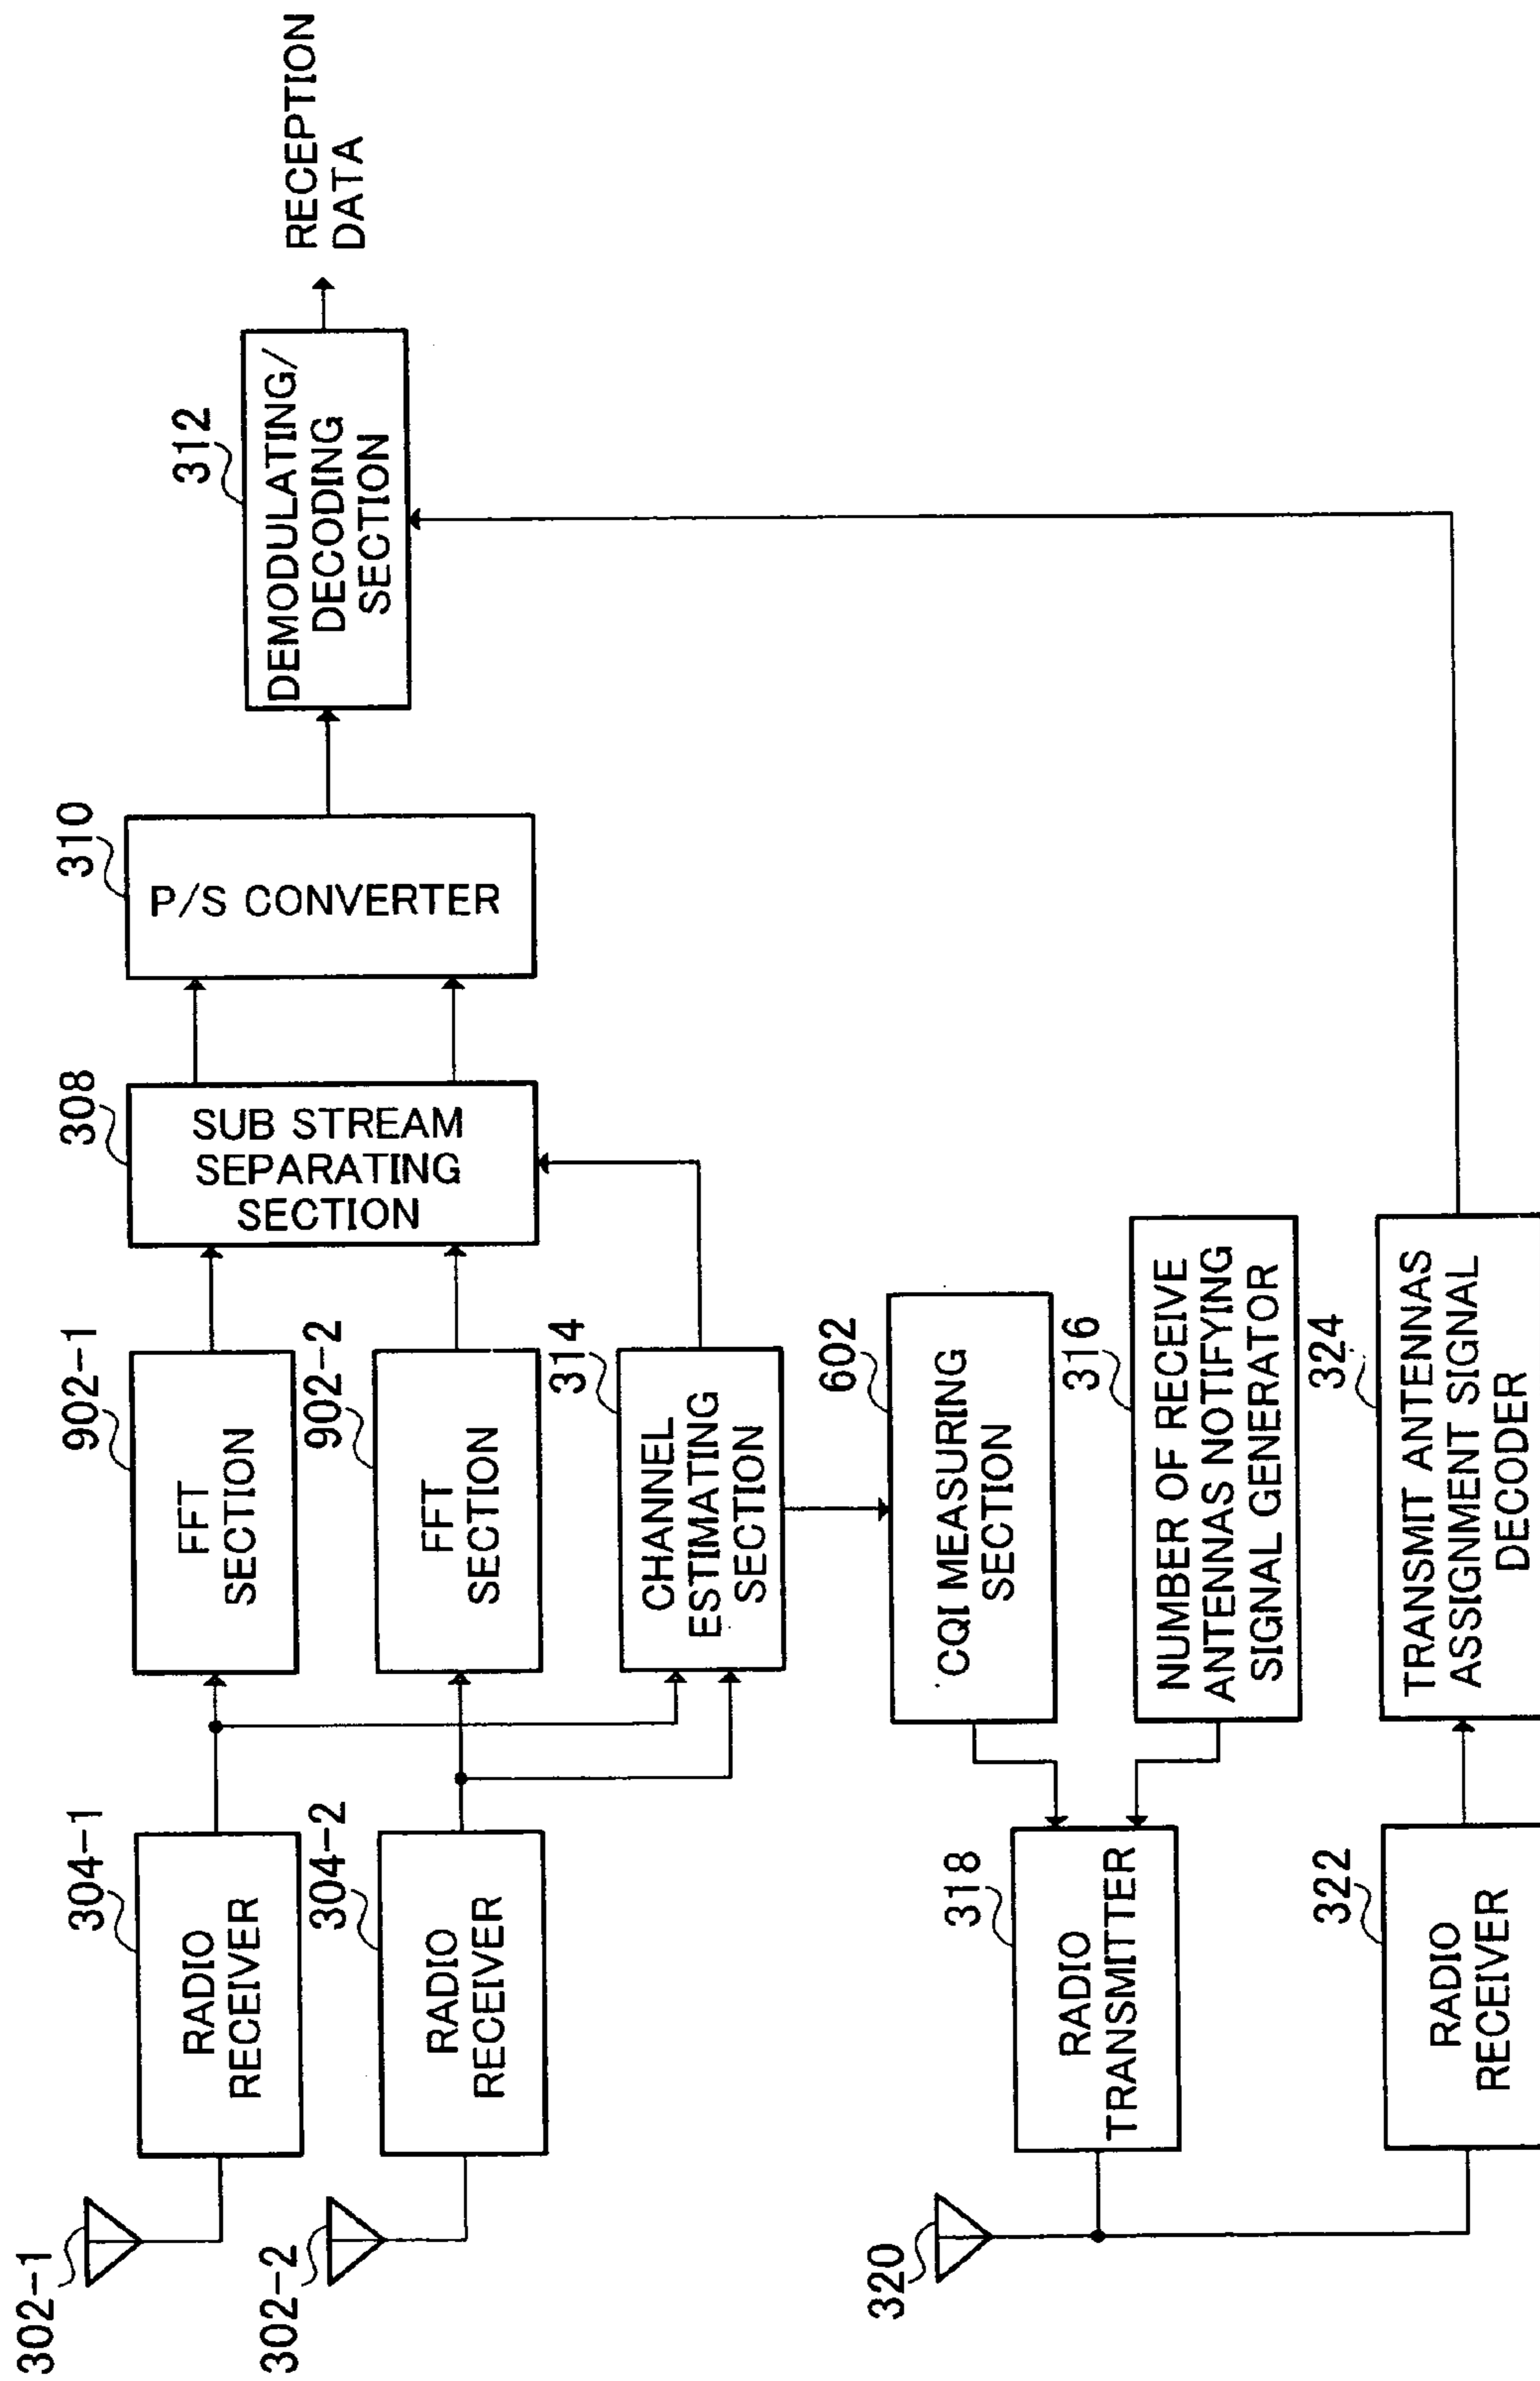 302-1
304-1
RADIO
RECEIVER
902-1
FFT
SECTION
308
SUB STREAM
SEPARATING
SECTION
310
P/S CONVERTER
312
DEMODULATING/
DECODING
SECTION
RECEPTION
DATA
302-2
304-2
RADIO
RECEIVER
902-2
FFT
SECTION
314
CHANNEL
ESTIMATING
SECTION
602
CQI MEASURING
SECTION
320
318
RADIO
TRANSMITTER
316
NUMBER OF RECEIVE
ANTENNAS NOTIFYING
SIGNAL GENERATOR
322
RADIO
RECEIVER
324
TRANSMIT ANTENNAS
ASSIGNMENT SIGNAL
DECODER